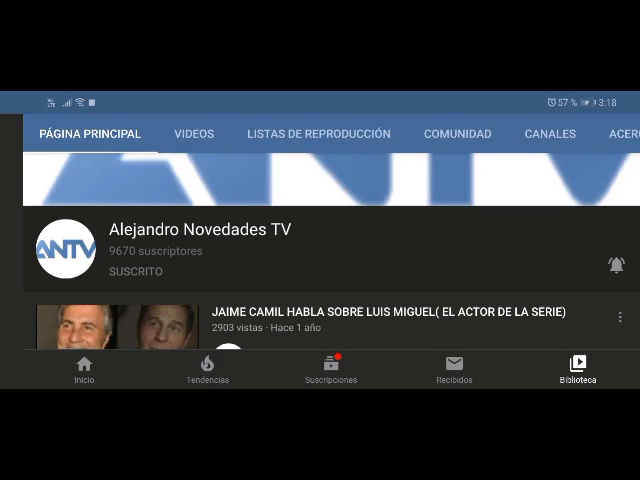 57 % 3:18
PÁGINA PRINCIPAL VIDEOS LISTAS DE REPRODUCCIÓN COMUNIDAD CANALES ACER
ANTV
ANTV
Alejandro Novedades TV
9670 suscriptores
SUSCRITO
JAIME CAMIL HABLA SOBRE LUIS MIGUEL( EL ACTOR DE LA SERIE)
2903 vistas · Hace 1 año
Inicio Tendencias Suscripciones Recibidos Biblioteca